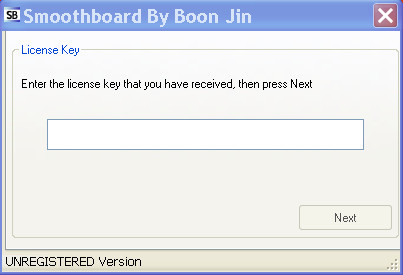 SB Smoothboard By Boon Jin
License Key
Enter the license key that you have received, then press Next
Next
UNREGISTERED Version